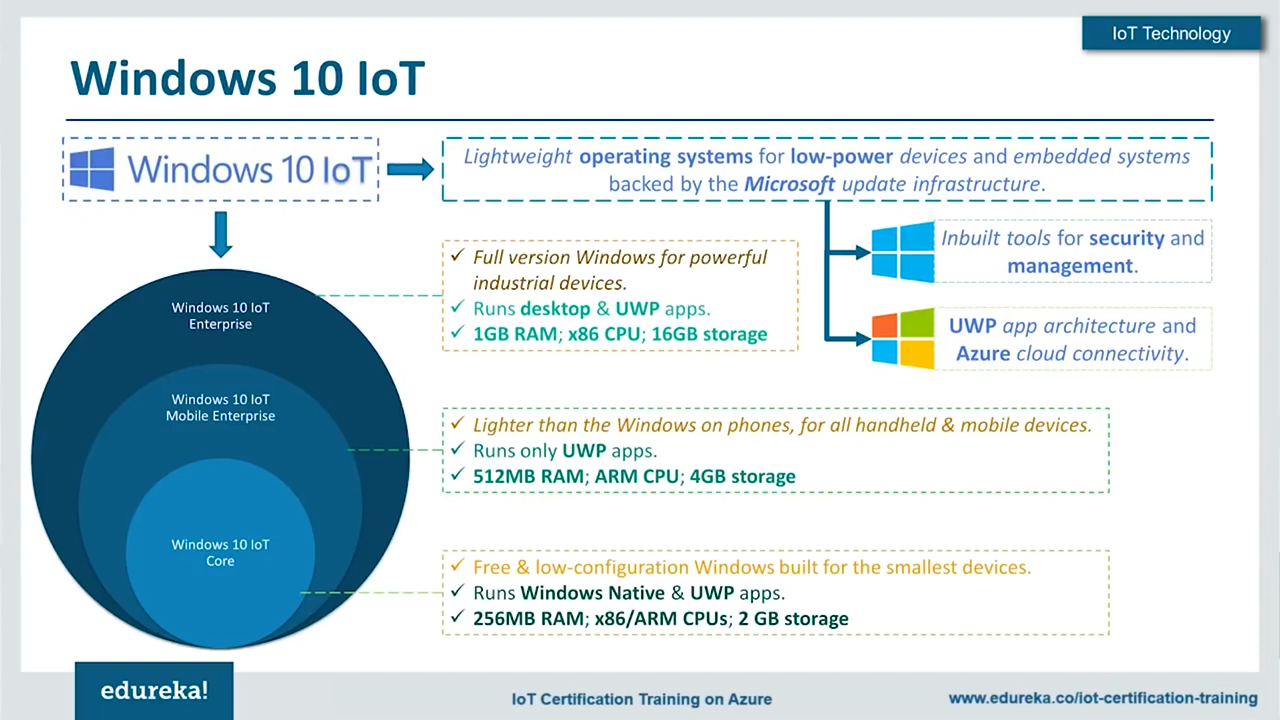 IoT Technology
Windows 10 IoT
Windows 10 IoT
Lightweight operating systems for low-power devices and embedded systems
backed by the Microsoft update infrastructure.
Inbuilt tools for security and
management.
UWP app architecture and
Azure cloud connectivity.
Windows 10 IoT
Enterprise
✓ Full version Windows for powerful
industrial devices.
✓ Runs desktop & UWP apps.
✓ 1GB RAM; x86 CPU; 16GB storage
Windows 10 IoT
Mobile Enterprise
✓ Lighter than the Windows on phones, for all handheld & mobile devices.
✓ Runs only UWP apps.
✓ 512MB RAM; ARM CPU; 4GB storage
Windows 10 IoT
Core
✓ Free & low-configuration Windows built for the smallest devices.
✓ Runs Windows Native & UWP apps.
✓ 256MB RAM; x86/ARM CPUs; 2 GB storage
edureka!
IoT Certification Training on Azure
www.edureka.co/iot-certification-training